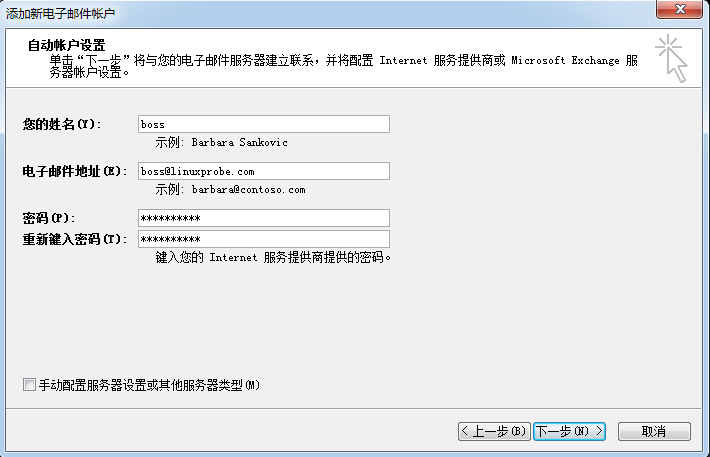 添加新电子邮件帐户
自动帐户设置
单击“下一步”将与您的电子邮件服务器建立联系，并将配置 Internet 服务提供商或 Microsoft Exchange 服
务器帐户设置。
您的姓名(Y): boss
示例: Barbara Sankovic
电子邮件地址(E): boss@linuxprobe.com
示例: barbara@contoso.com
密码(P): **********
重新键入密码(T): **********
键入您的 Internet 服务提供商提供的密码。
手动配置服务器设置或其他服务器类型(M)
< 上一步(B) 下一步(N) > 取消